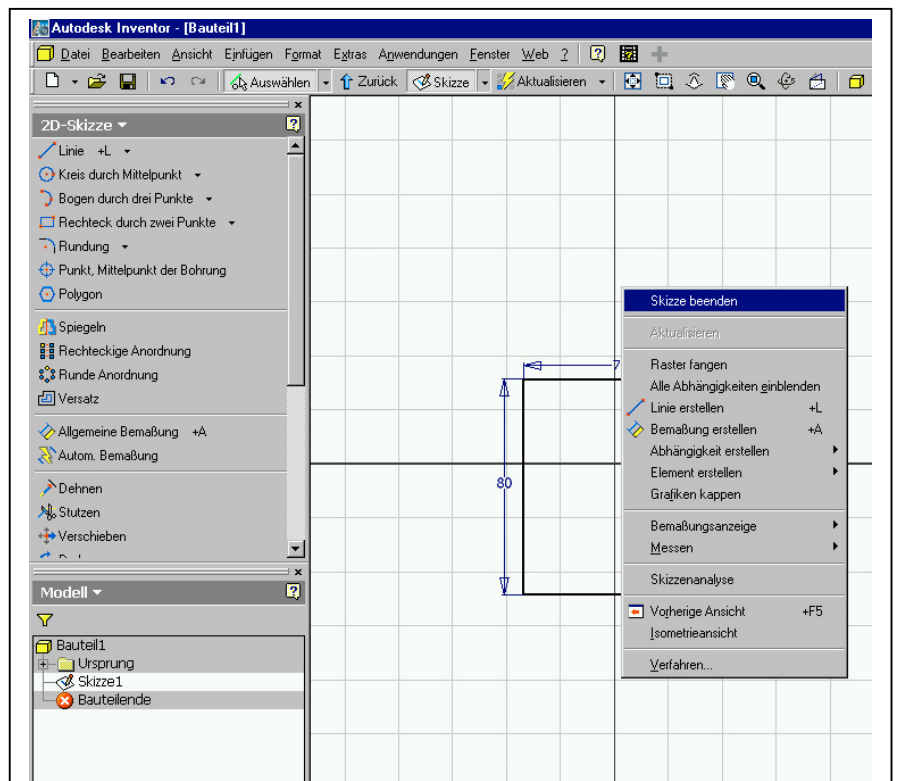 Autodesk Inventor - [Bauteil1]
Datei Bearbeiten Ansicht Einfügen Format Extras Anwendungen Fenster Web ?
Auswählen Zurück Skizze Aktualisieren
2D-Skizze
Linie +L
Kreis durch Mittelpunkt
Bogen durch drei Punkte
Rechteck durch zwei Punkte
Rundung
Punkt, Mittelpunkt der Bohrung
Polygon
Spiegeln
Rechteckige Anordnung
Runde Anordnung
Versatz
Allgemeine Bemaßung +A
Autom. Bemaßung
Dehnen
Stutzen
Verschieben
Modell
Bauteil1
Ursprung
Skizze1
Bauteilende
80
Skizze beenden
Aktualisieren
Raster fangen
Alle Abhängigkeiten einblenden
Linie erstellen +L
Bemaßung erstellen +A
Abhängigkeit erstellen
Element erstellen
Grafiken kappen
Bemaßungsanzeige
Messen
Skizzenanalyse
Vorherige Ansicht +F5
Isometrieansicht
Verfahren...